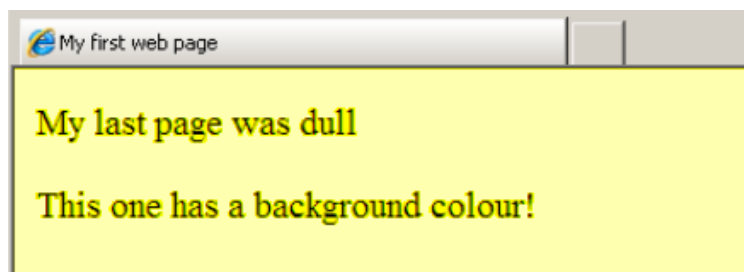 My first web page
My last page was dull
This one has a background colour!